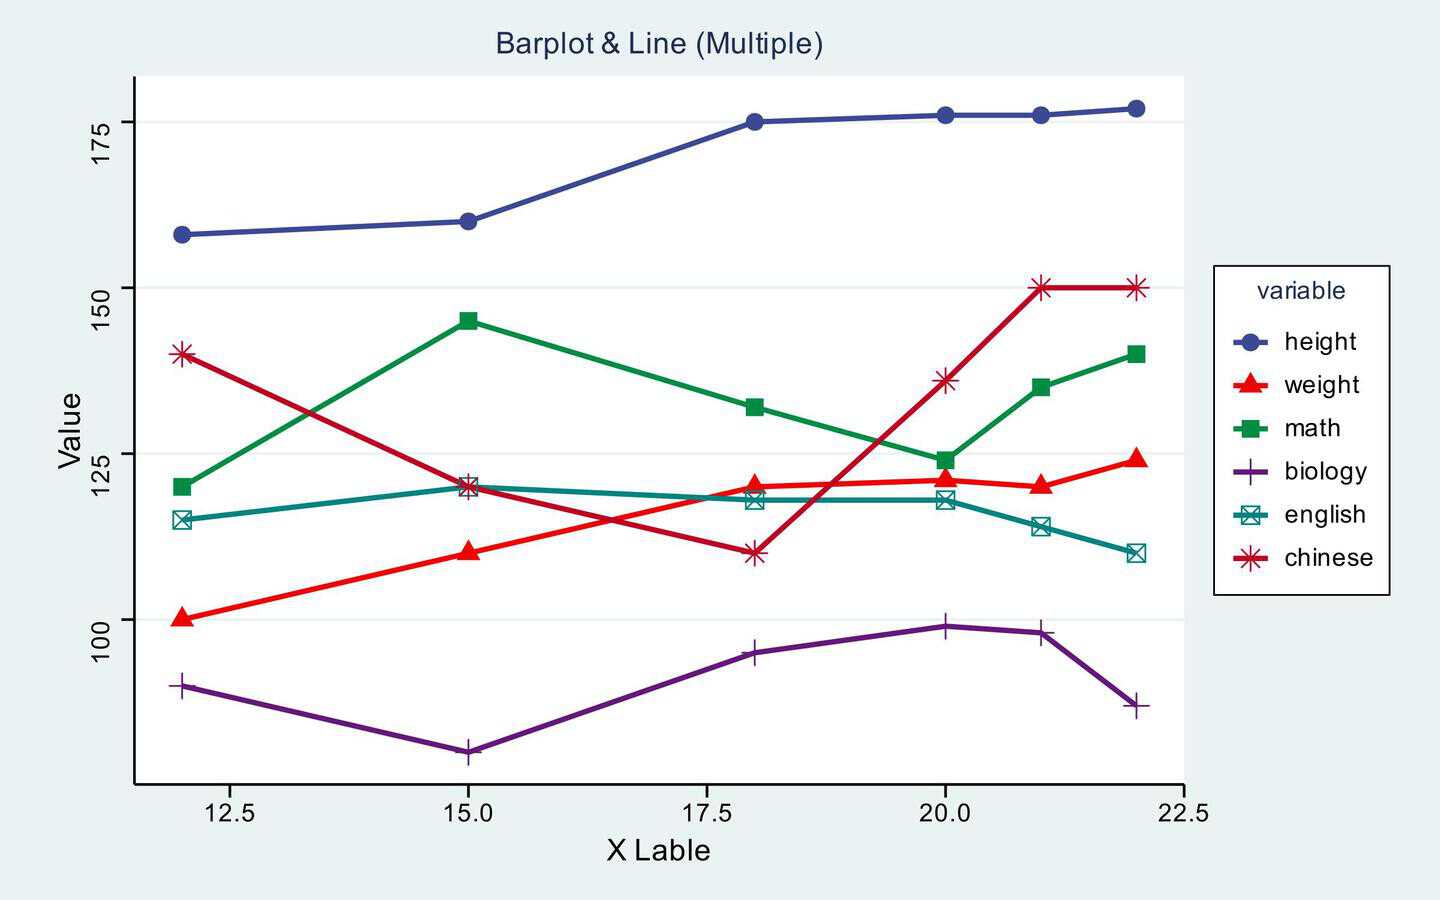 Barplot & Line (Multiple)
Value
175
150
125
100
12.5 15.0 17.5 20.0 22.5
X Lable
variable
height
weight
math
biology
english
chinese